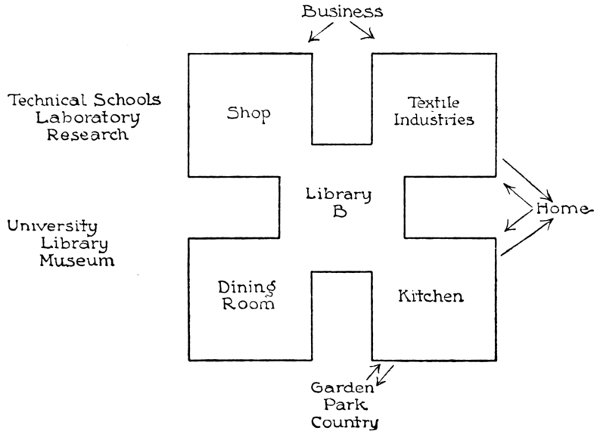 Business
Technical Schools
Laboratory
Research
Shop
Textile
Industries
Library
B
Home
University
Library
Museum
Dining
Room
Kitchen
Garden
Park
Country